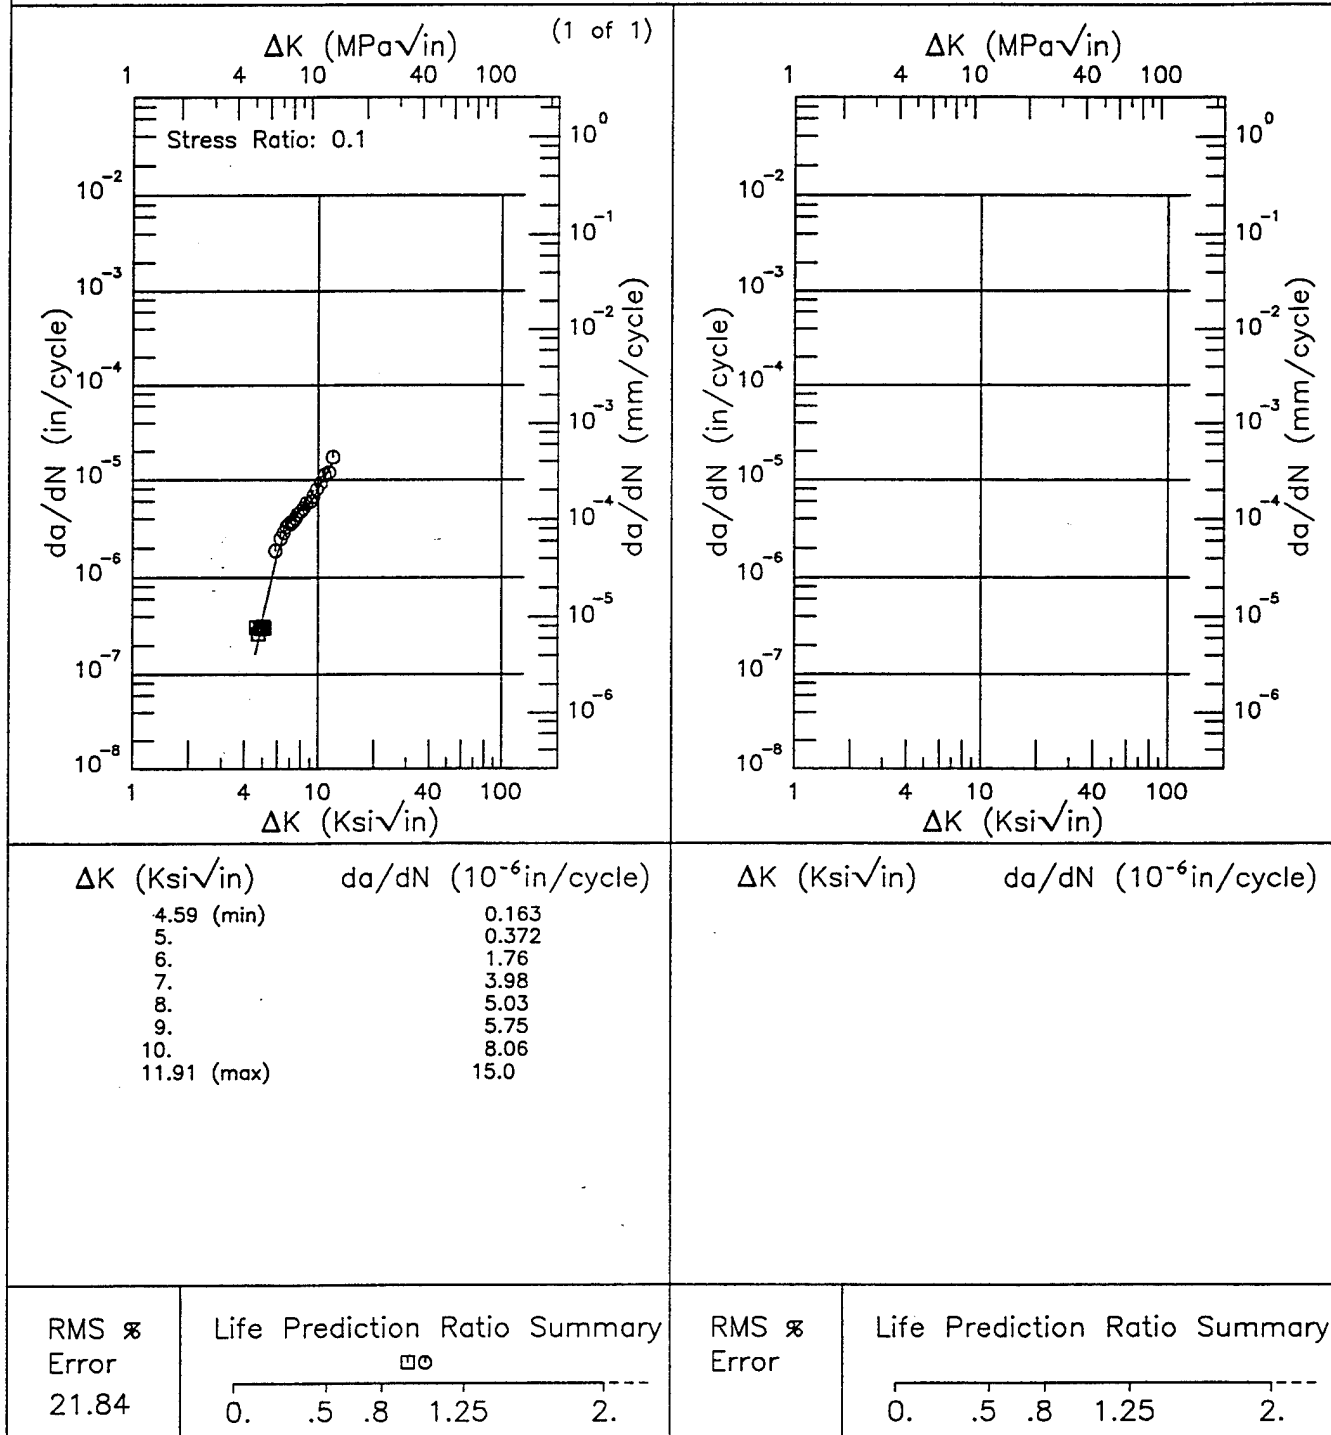 (1 of 1)
ΔK (MPa√in)
1 4 10 40 100
Stress Ratio: 0.1
10⁰
10⁻¹
10⁻²
10⁻³
10⁻⁴
10⁻⁵
10⁻⁶
da/dN (mm/cycle)
10⁻²
10⁻³
10⁻⁴
10⁻⁵
10⁻⁶
10⁻⁷
10⁻⁸
da/dN (in/cycle)
1 4 10 40 100
ΔK (Ksi√in)
ΔK (MPa√in)
1 4 10 40 100
10⁰
10⁻¹
10⁻²
10⁻³
10⁻⁴
10⁻⁵
10⁻⁶
da/dN (mm/cycle)
10⁻²
10⁻³
10⁻⁴
10⁻⁵
10⁻⁶
10⁻⁷
10⁻⁸
da/dN (in/cycle)
1 4 10 40 100
ΔK (Ksi√in)
ΔK (Ksi√in) da/dN (10⁻⁶in/cycle)
4.59 (min) 0.163
5. 0.372
6. 1.76
7. 3.98
8. 5.03
9. 5.75
10. 8.06
11.91 (max) 15.0
ΔK (Ksi√in) da/dN (10⁻⁶in/cycle)
RMS %
Error
21.84
Life Prediction Ratio Summary
0. .5 .8 1.25 2.
RMS %
Error
Life Prediction Ratio Summary
0. .5 .8 1.25 2.